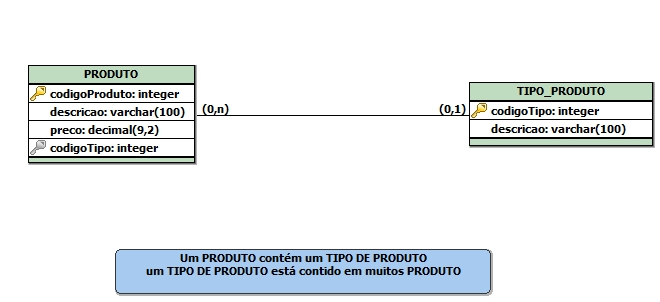 PRODUTO
codigoProduto: integer
descricao: varchar(100)
preco: decimal(9,2)
codigoTipo: integer
(0,n)
(0,1)
TIPO_PRODUTO
codigoTipo: integer
descricao: varchar(100)
Um PRODUTO contém um TIPO DE PRODUTO
um TIPO DE PRODUTO está contido em muitos PRODUTO